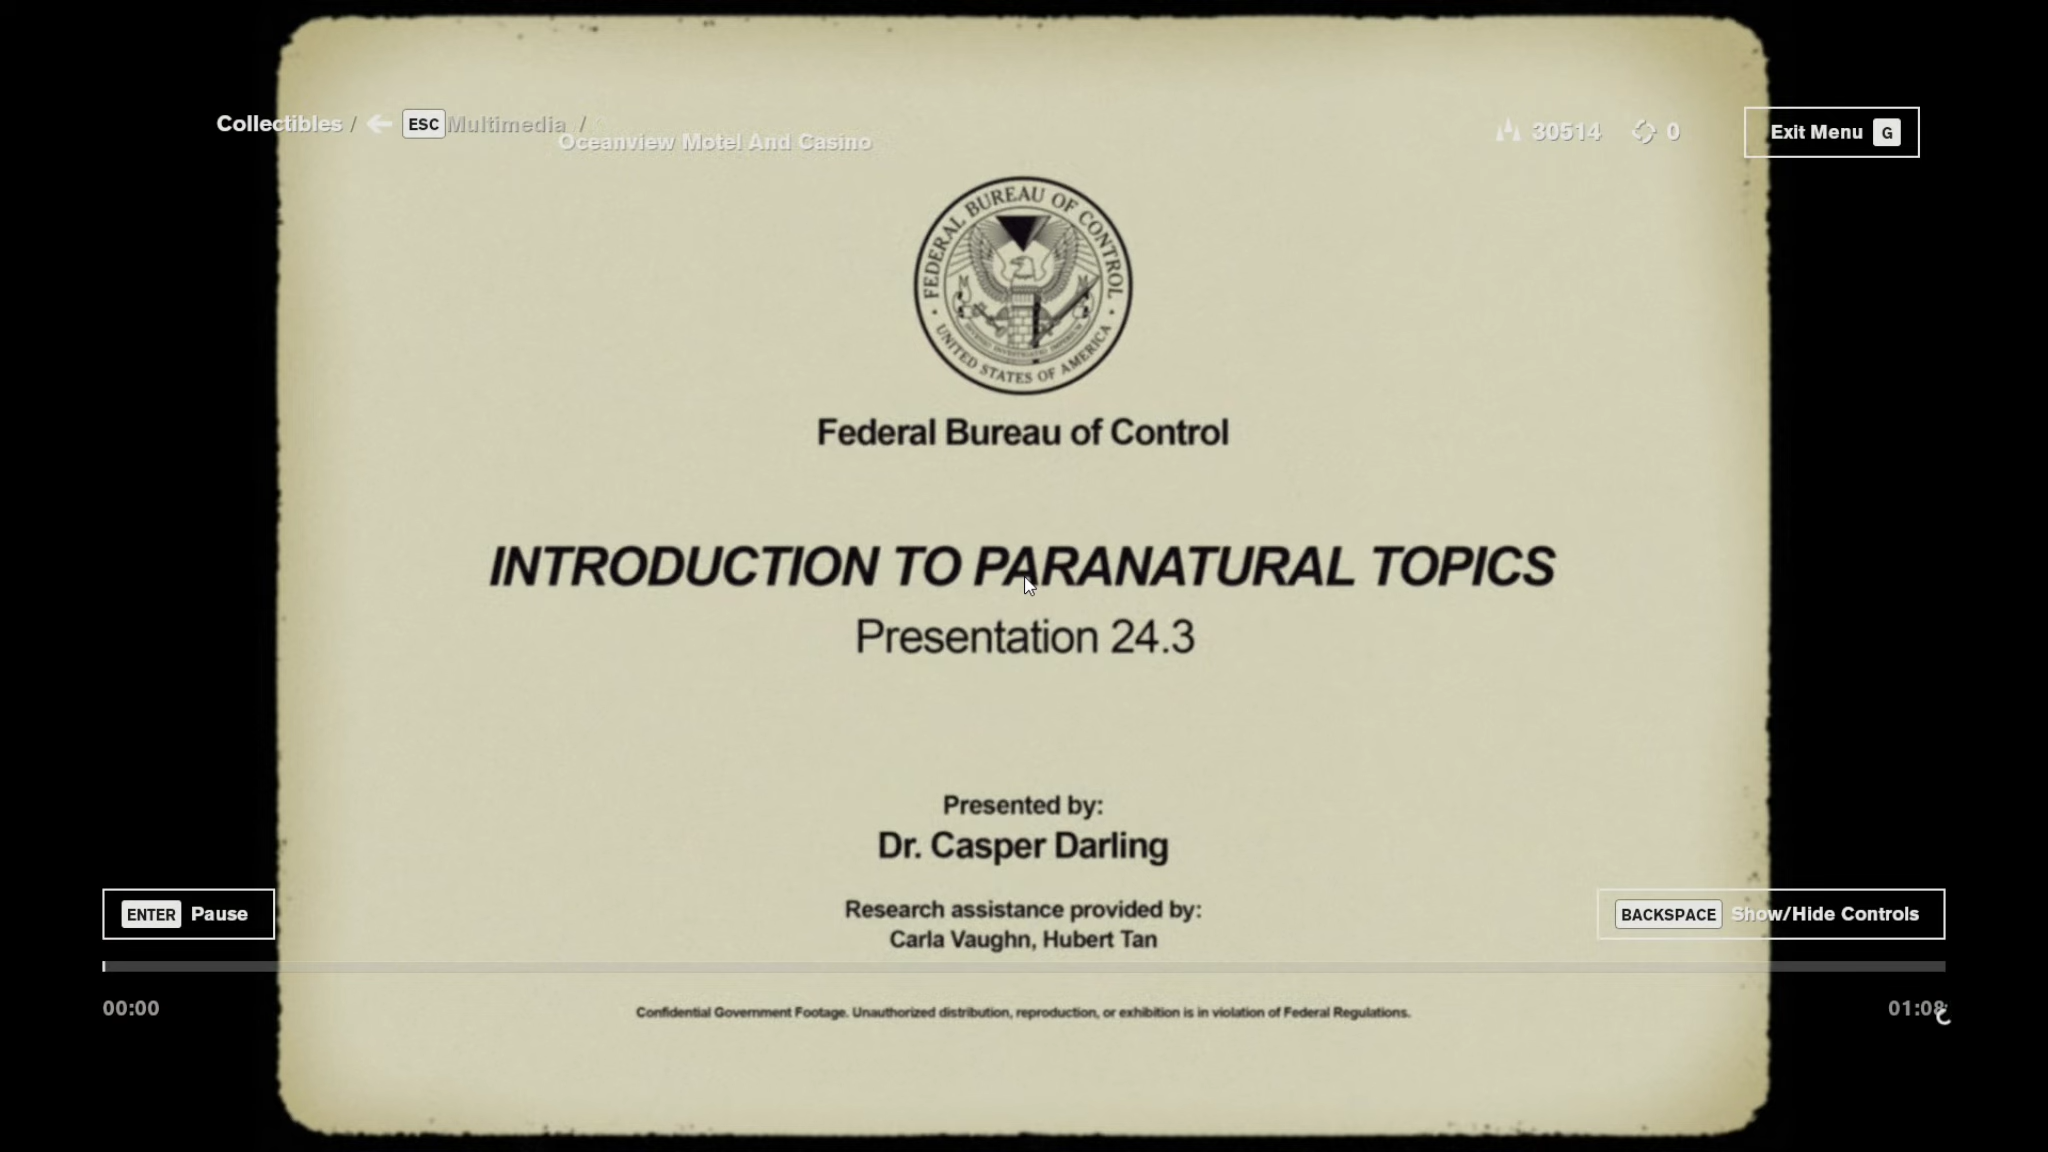 Collectibles / ESC Multimedia /
Oceanview Motel And Casino
30514 0
Exit Menu G
FEDERAL BUREAU OF CONTROL
UNITED STATES OF AMERICA
Federal Bureau of Control
INTRODUCTION TO PARANATURAL TOPICS
Presentation 24.3
Presented by:
Dr. Casper Darling
ENTER Pause
BACKSPACE Show/Hide Controls
Research assistance provided by:
Carla Vaughn, Hubert Tan
00:00
01:08
Confidential Government Footage. Unauthorized distribution, reproduction, or exhibition is in violation of Federal Regulations.